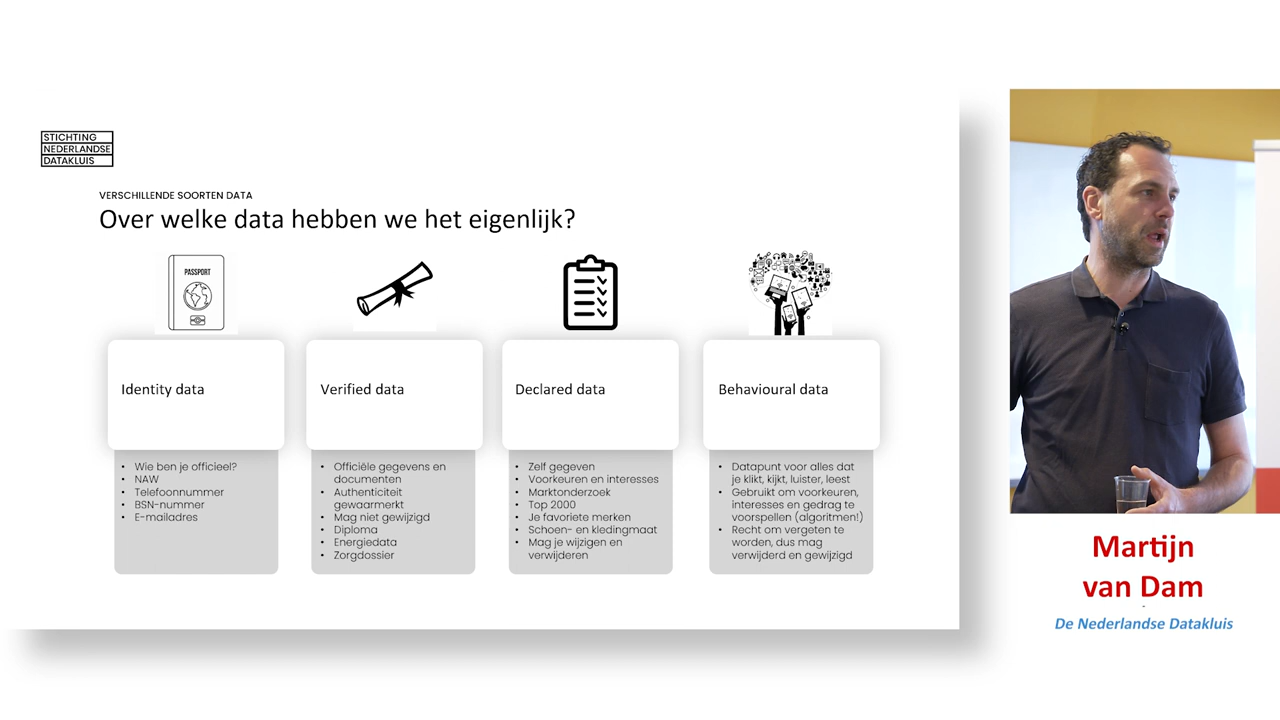 STICHTING
NEDERLANDSE
DATAKLUIS
VERSCHILLENDE SOORTEN DATA
Over welke data hebben we het eigenlijk?
PASSPORT
Identity data
• Wie ben je officieel?
• NAW
• Telefoonnummer
• BSN-nummer
• E-mailadres
Verified data
• Officiële gegevens en
documenten
• Authenticiteit
gewaarmerkt
• Mag niet gewijzigd
• Diploma
• Energiedata
• Zorgdossier
Declared data
• Zelf gegeven
• Voorkeuren en interesses
• Marktonderzoek
• Top 2000
• Je favoriete merken
• Schoen- en kledingmaat
• Mag je wijzigen en
verwijderen
Behavioural data
• Datapunt voor alles dat
je klikt, kijkt, luister, leest
• Gebruikt om voorkeuren,
interesses en gedrag te
voorspellen (algoritmen!)
• Recht om vergeten te
worden, dus mag
verwijderd en gewijzigd
Martijn
van Dam
De Nederlandse Datakluis